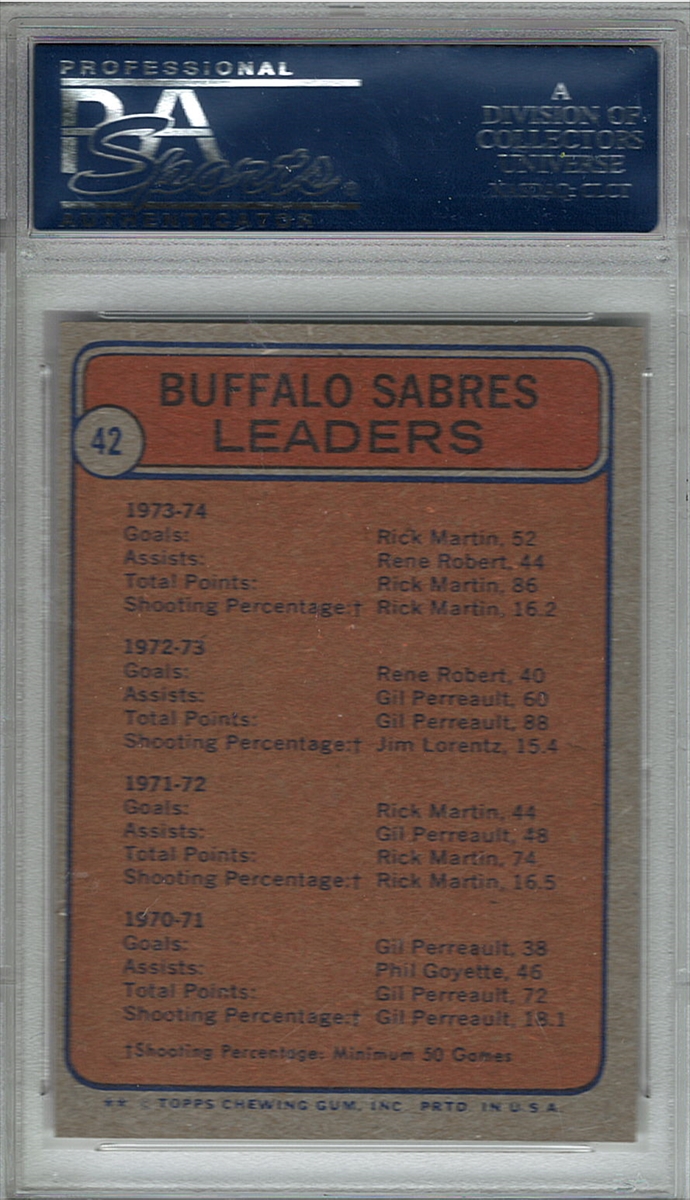 PROFESSIONAL
PSA
Sports
AUTHENTICATER
A
DIVISION OF
COLLECTORS
UNIVERSE
NASDAQ: CLCT
BUFFALO SABRES
LEADERS
42
1973-74
Goals: Rick Martin, 52
Assists: Rene Robert, 44
Total Points: Rick Martin, 86
Shooting Percentage:† Rick Martin, 16.2
1972-73
Goals: Rene Robert, 40
Assists: Gil Perreault, 60
Total Points: Gil Perreault, 88
Shooting Percentage:† Jim Lorentz, 15.4
1971-72
Goals: Rick Martin, 44
Assists: Gil Perreault, 48
Total Points: Rick Martin, 74
Shooting Percentage:† Rick Martin, 16.5
1970-71
Goals: Gil Perreault, 38
Assists: Phil Goyette, 46
Total Points: Gil Perreault, 72
Shooting Percentage:† Gil Perreault, 18.1
†Shooting Percentage: Minimum 50 Games
** © TOPPS CHEWING GUM, INC. PRTD. IN U.S.A.